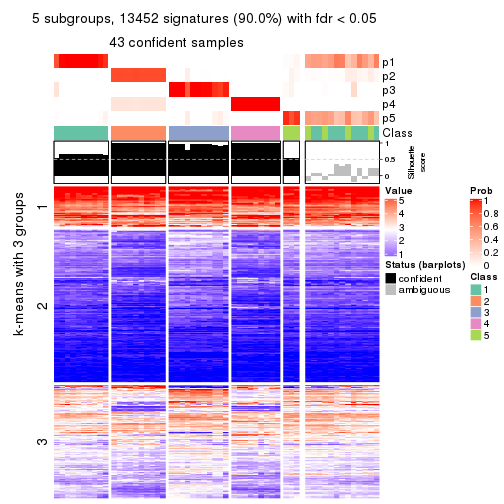 5 subgroups, 13452 signatures (90.0%) with fdr < 0.05
43 confident samples
p1
p2
p3
p4
p5
Class
1
0.5
0
Silhouette
score
k-means with 3 groups
1
2
3
Value
5
4
3
2
1
Status (barplots)
confident
ambiguous
Prob
1
0.8
0.6
0.4
0.2
0
Class
1
2
3
4
5